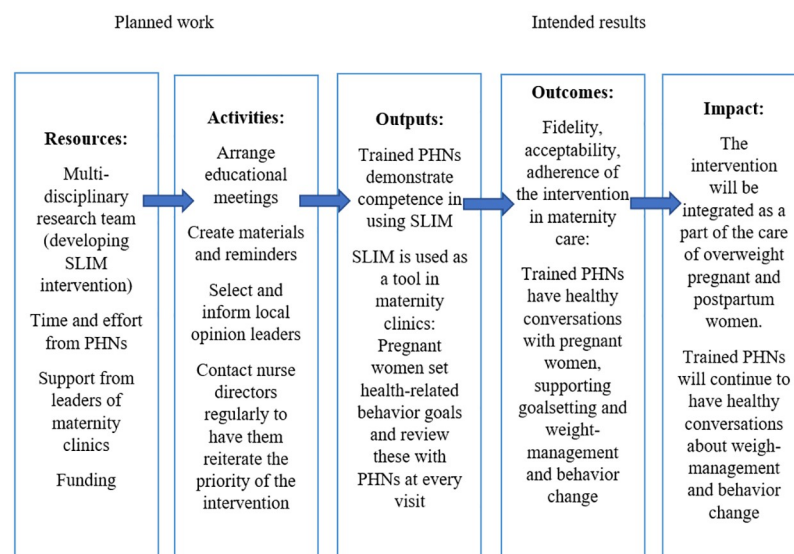 Planned work
Intended results
Resources:
Multi-
disciplinary
research team
(developing
SLIM
intervention)
Time and effort
from PHNs
Support from
leaders of
maternity
clinics
Funding
Activities:
Arrange
educational
meetings
Create materials
and reminders
Select and
inform local
opinion leaders
Contact nurse
directors
regularly to
have them
reiterate the
priority of the
intervention
Outputs:
Trained PHNs
demonstrate
competence in
using SLIM
SLIM is used as
a tool in
maternity
clinics:
Pregnant
women set
health-related
behavior goals
and review
these with
PHNs at every
visit
Outcomes:
Fidelity,
acceptability,
adherence of
the intervention
in maternity
care:
Trained PHNs
have healthy
conversations
with pregnant
women,
supporting
goalsetting and
weight-
management
and behavior
change
Impact:
The
intervention
will be
integrated as a
part of the care
of overweight
pregnant and
postpartum
women.
Trained PHNs
will continue to
have healthy
conversations
about weigh-
management
and behavior
change